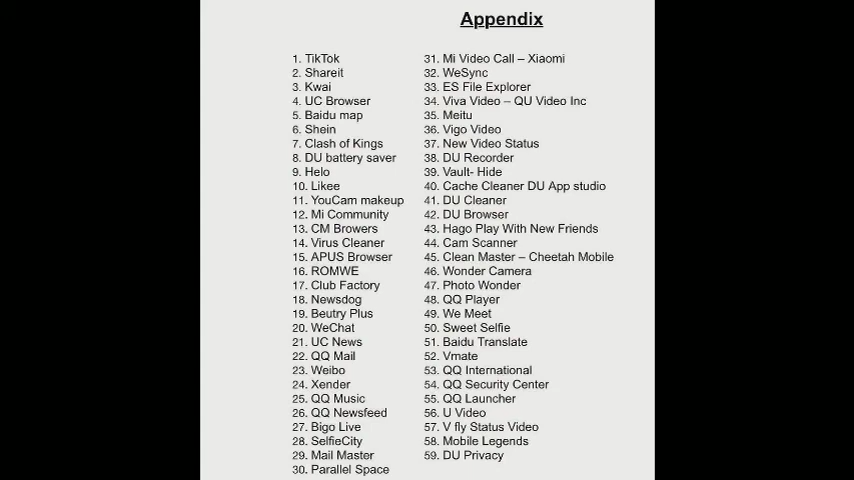 Appendix
1. TikTok
2. Shareit
3. Kwai
4. UC Browser
5. Baidu map
6. Shein
7. Clash of Kings
8. DU battery saver
9. Helo
10. Likee
11. YouCam makeup
12. Mi Community
13. CM Browers
14. Virus Cleaner
15. APUS Browser
16. ROMWE
17. Club Factory
18. Newsdog
19. Beutry Plus
20. WeChat
21. UC News
22. QQ Mail
23. Weibo
24. Xender
25. QQ Music
26. QQ Newsfeed
27. Bigo Live
28. SelfieCity
29. Mail Master
30. Parallel Space
31. Mi Video Call – Xiaomi
32. WeSync
33. ES File Explorer
34. Viva Video – QU Video Inc
35. Meitu
36. Vigo Video
37. New Video Status
38. DU Recorder
39. Vault- Hide
40. Cache Cleaner DU App studio
41. DU Cleaner
42. DU Browser
43. Hago Play With New Friends
44. Cam Scanner
45. Clean Master – Cheetah Mobile
46. Wonder Camera
47. Photo Wonder
48. QQ Player
49. We Meet
50. Sweet Selfie
51. Baidu Translate
52. Vmate
53. QQ International
54. QQ Security Center
55. QQ Launcher
56. U Video
57. V fly Status Video
58. Mobile Legends
59. DU Privacy